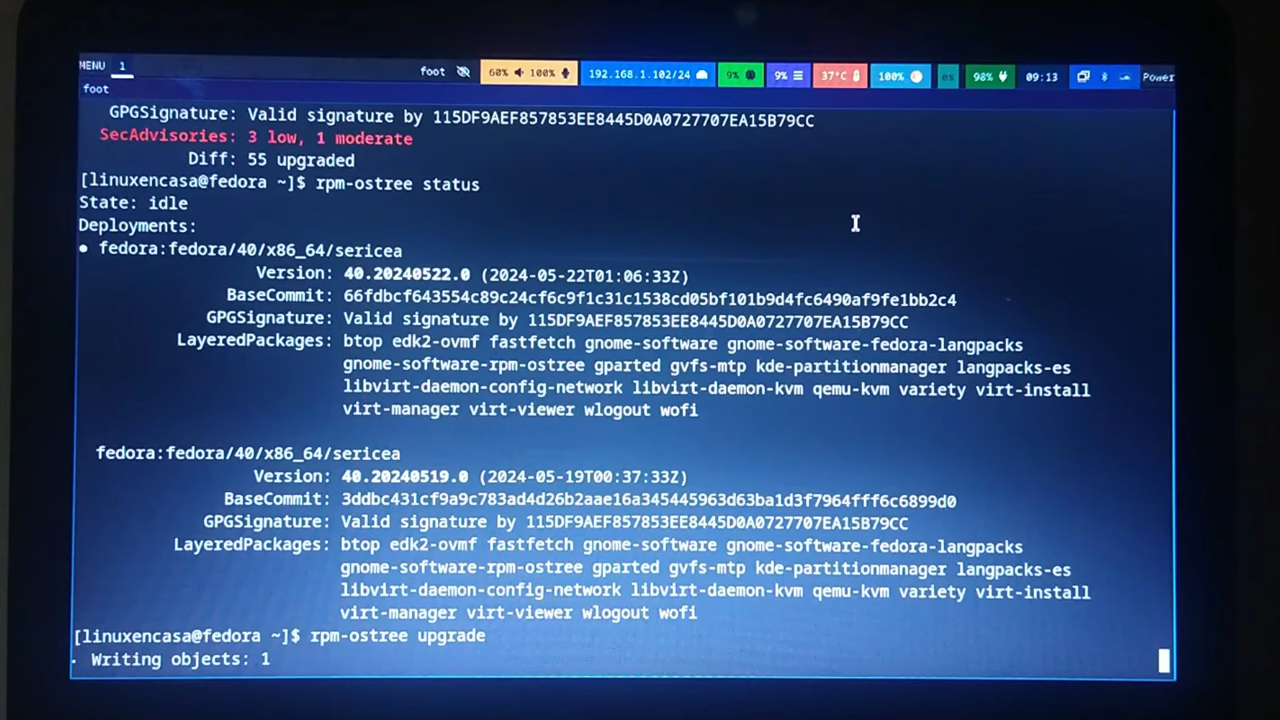 MENU 1 foot 60% 100% 192.168.1.102/24 9% 9% 37°C 100% es 98% 09:13 Power
foot
GPGSignature: Valid signature by 115DF9AEF857853EE8445D0A0727707EA15B79CC
SecAdvisories: 3 low, 1 moderate
Diff: 55 upgraded
[linuxencasa@fedora ~]$ rpm-ostree status
State: idle
Deployments:
● fedora:fedora/40/x86_64/sericea
Version: 40.20240522.0 (2024-05-22T01:06:33Z)
BaseCommit: 66fdbcf643554c89c24cf6c9f1c31c1538cd05bf101b9d4fc6490af9fe1bb2c4
GPGSignature: Valid signature by 115DF9AEF857853EE8445D0A0727707EA15B79CC
LayeredPackages: btop edk2-ovmf fastfetch gnome-software gnome-software-fedora-langpacks
gnome-software-rpm-ostree gparted gvfs-mtp kde-partitionmanager langpacks-es
libvirt-daemon-config-network libvirt-daemon-kvm qemu-kvm variety virt-install
virt-manager virt-viewer wlogout wofi
fedora:fedora/40/x86_64/sericea
Version: 40.20240519.0 (2024-05-19T00:37:33Z)
BaseCommit: 3ddbc431cf9a9c783ad4d26b2aae16a345445963d63ba1d3f7964fff6c6899d0
GPGSignature: Valid signature by 115DF9AEF857853EE8445D0A0727707EA15B79CC
LayeredPackages: btop edk2-ovmf fastfetch gnome-software gnome-software-fedora-langpacks
gnome-software-rpm-ostree gparted gvfs-mtp kde-partitionmanager langpacks-es
libvirt-daemon-config-network libvirt-daemon-kvm qemu-kvm variety virt-install
virt-manager virt-viewer wlogout wofi
[linuxencasa@fedora ~]$ rpm-ostree upgrade
Writing objects: 1